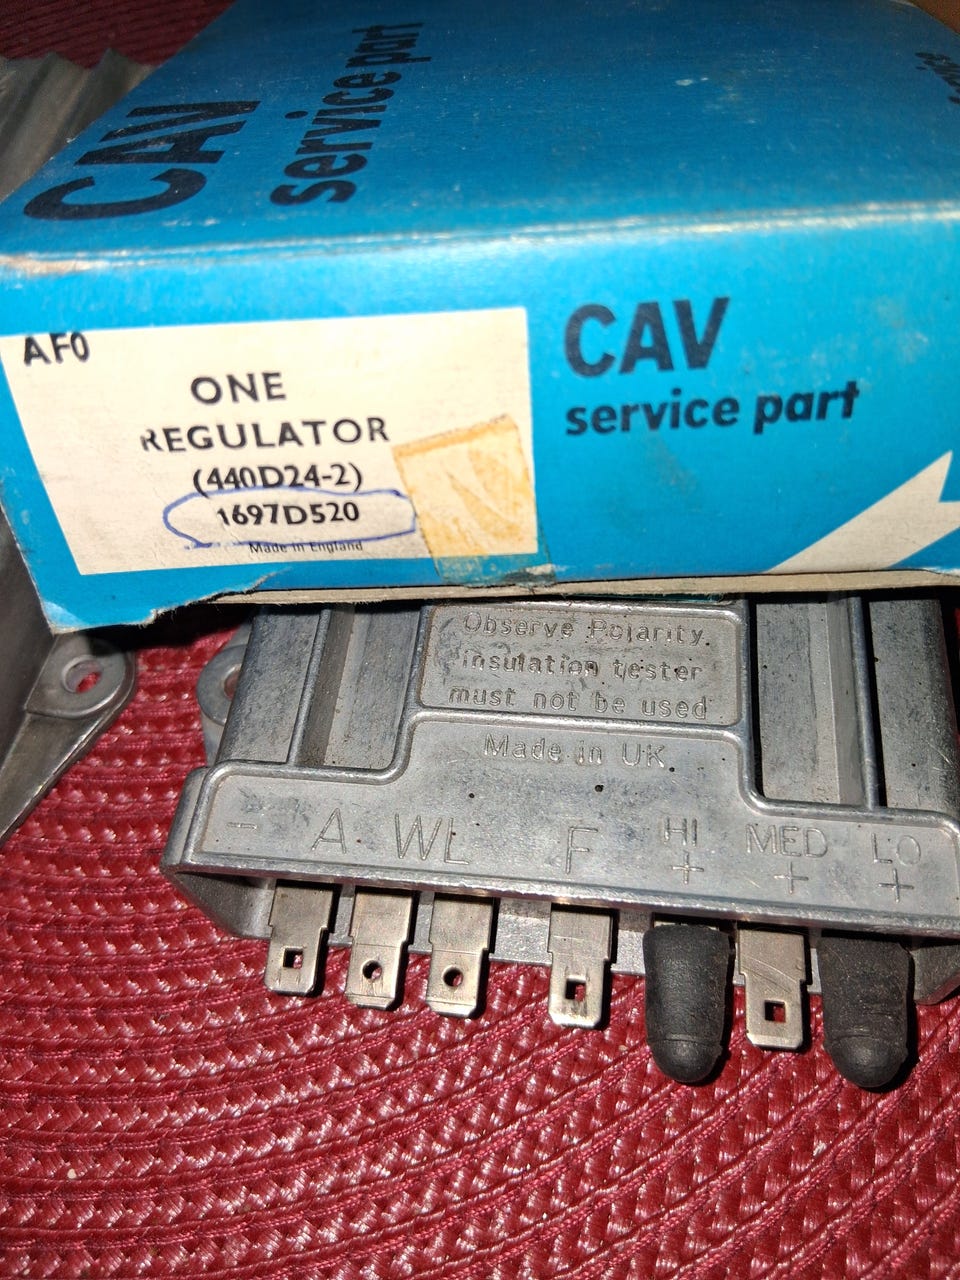 CAV
service part
AF0
ONE
REGULATOR
(440D24-2)
1697D520
Made in England
CAV
service part
Observe Polarity.
Insulation tester
must not be used
Made in UK
- A WL F HI + MED + LO +